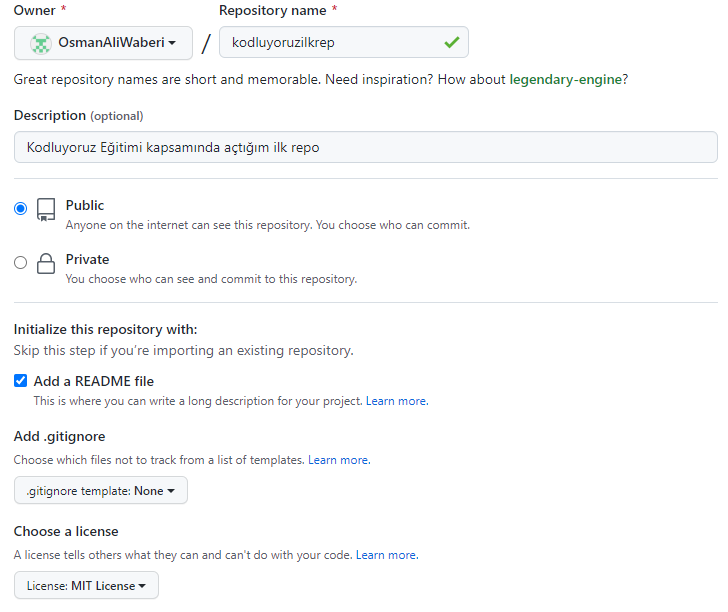 Owner * Repository name *
OsmanAliWaberi / kodluyoruzilkrep
Great repository names are short and memorable. Need inspiration? How about legendary-engine?
Description (optional)
Kodluyoruz Eğitimi kapsamında açtığım ilk repo
Public
Anyone on the internet can see this repository. You choose who can commit.
Private
You choose who can see and commit to this repository.
Initialize this repository with:
Skip this step if you're importing an existing repository.
Add a README file
This is where you can write a long description for your project. Learn more.
Add .gitignore
Choose which files not to track from a list of templates. Learn more.
.gitignore template: None
Choose a license
A license tells others what they can and can't do with your code. Learn more.
License: MIT License